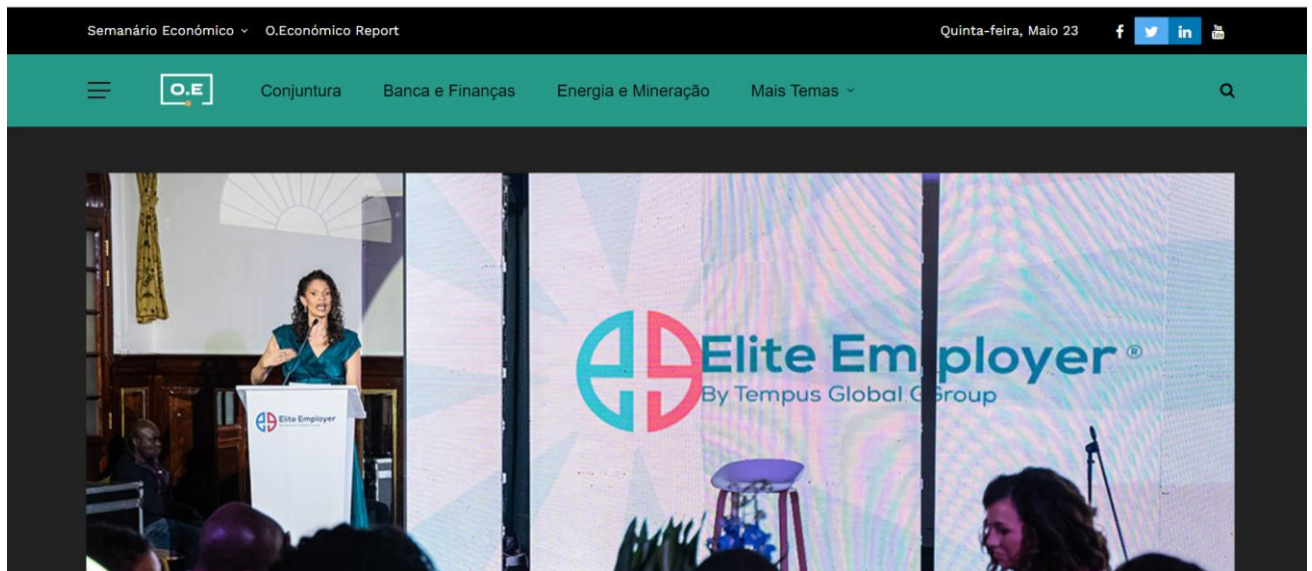 Semanário Económico O.Económico Report Quinta-feira, Maio 23
O.E Conjuntura Banca e Finanças Energia e Mineração Mais Temas
Elite Employer ®
By Tempus Global GGroup
Elite Employer